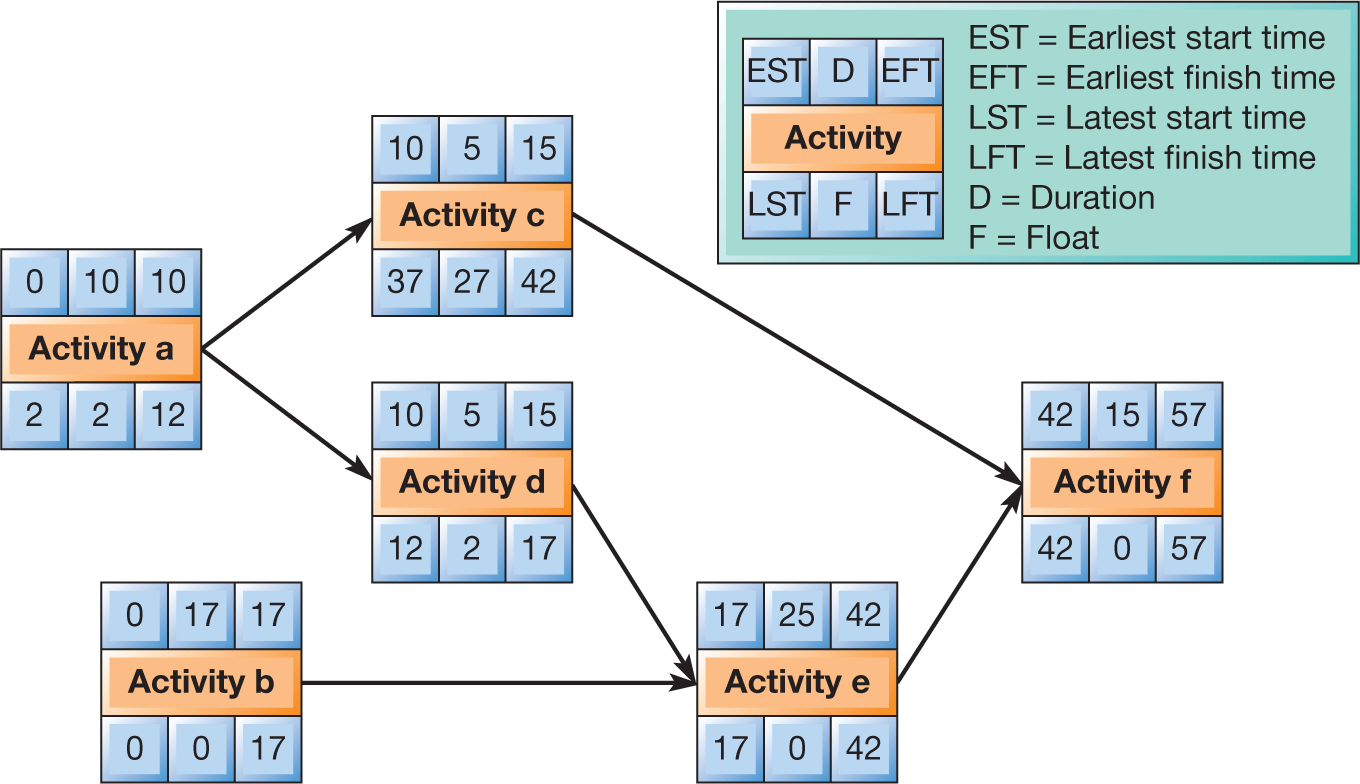 EST D EFT
Activity
LST F LFT
EST = Earliest start time
EFT = Earliest finish time
LST = Latest start time
LFT = Latest finish time
D = Duration
F = Float
10 5 15
Activity c
37 27 42
0 10 10
Activity a
2 2 12
10 5 15
Activity d
12 2 17
42 15 57
Activity f
42 0 57
0 17 17
Activity b
0 0 17
17 25 42
Activity e
17 0 42